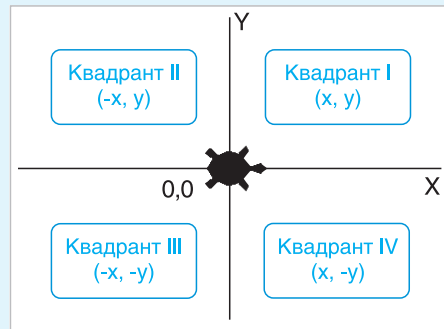 Y
Квадрант II
(-x, y)
Квадрант I
(x, y)
0,0
X
Квадрант III
(-x, -y)
Квадрант IV
(x, -y)